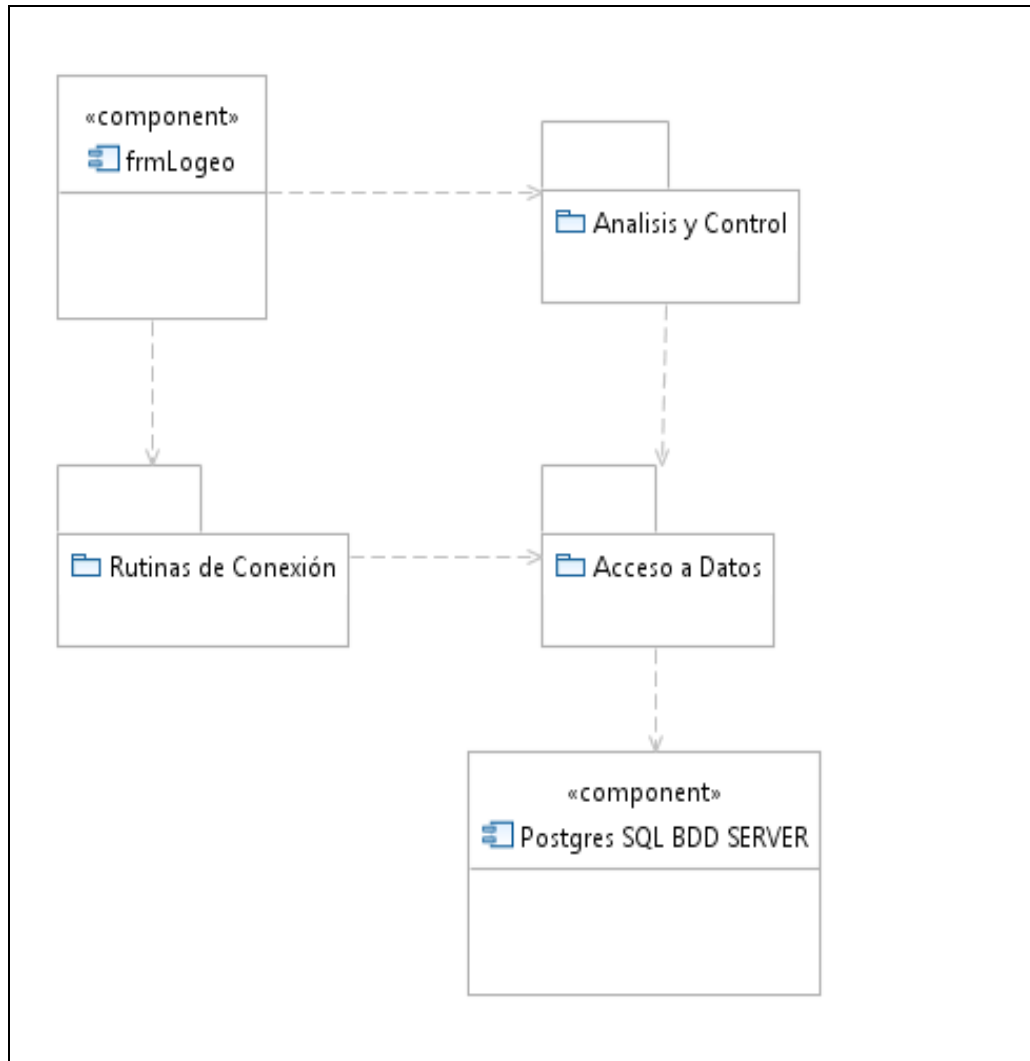 «component»
frmLogeo
Analisis y Control
Rutinas de Conexión
Acceso a Datos
«component»
Postgres SQL BDD SERVER